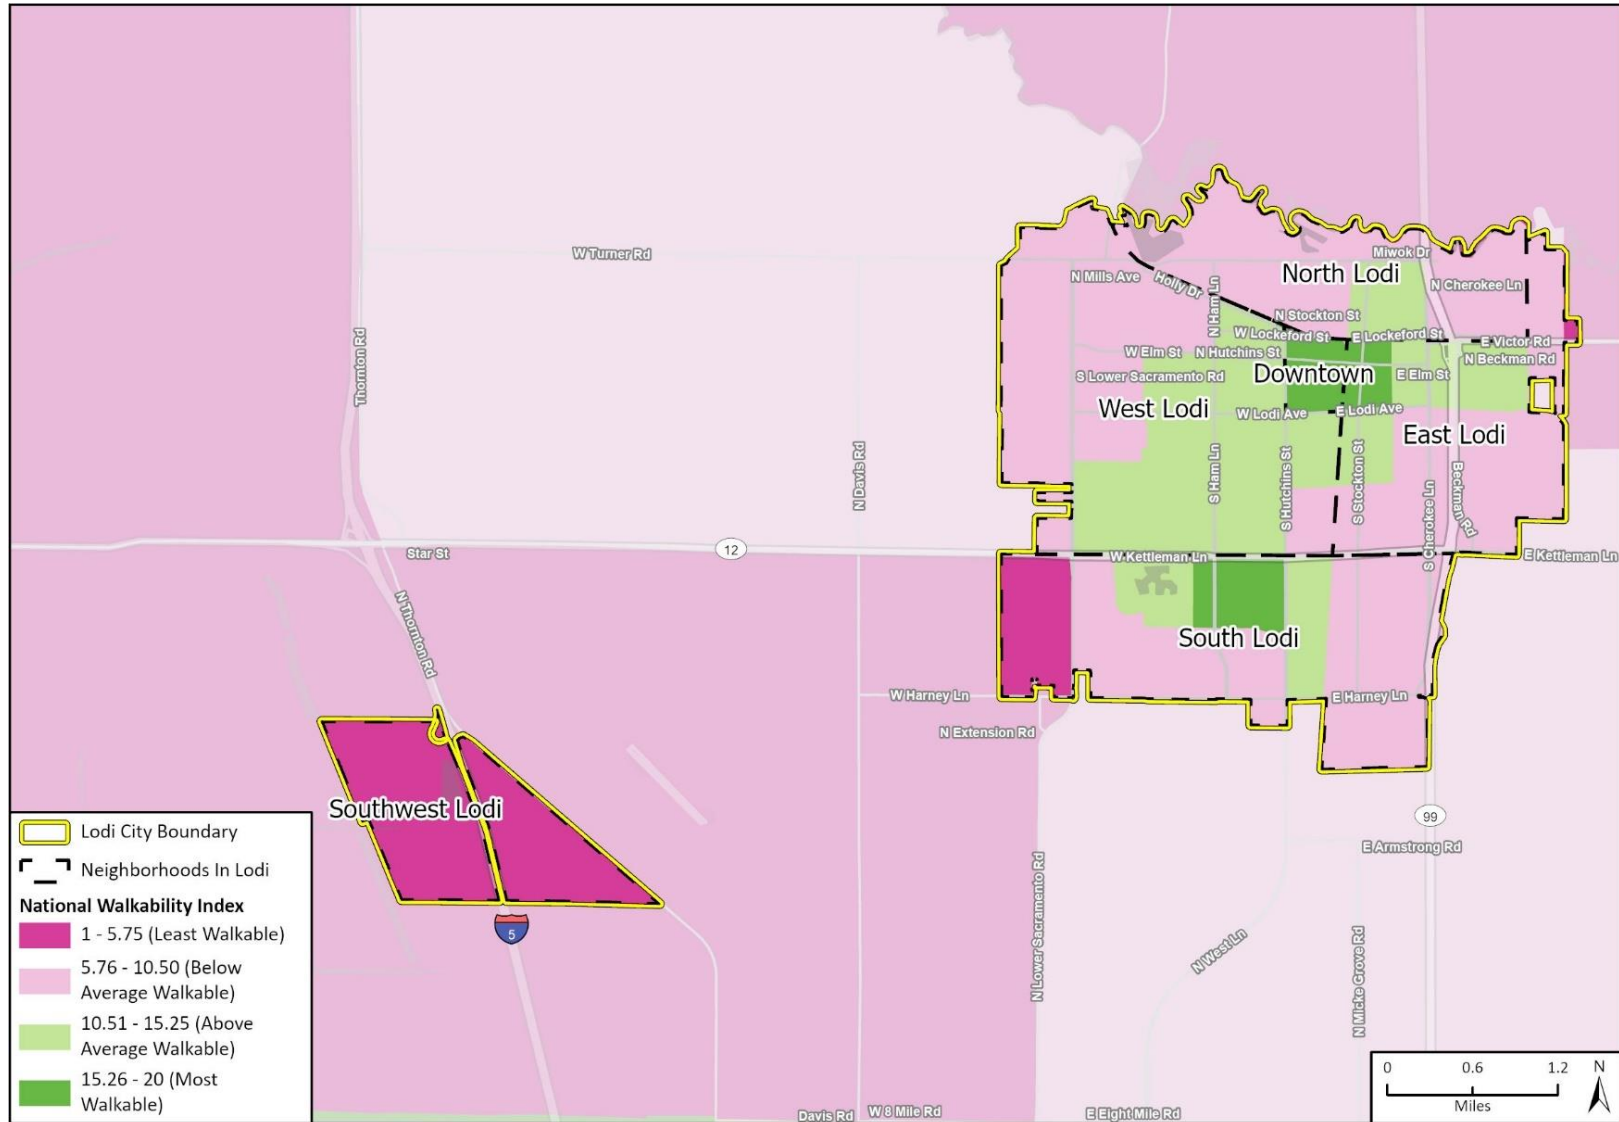 Miwok Dr
W Turner Rd
North Lodi
N Mills Ave
Holly Dr
N Ham Ln
N Cherokee Ln
N Stockton St
W Lockeford St
E Lockeford St
E Victor Rd
Thornton Rd
W Elm St
N Hutchins St
N Beckman Rd
S Lower Sacramento Rd
Downtown
E Elm St
West Lodi
W Lodi Ave
E Lodi Ave
East Lodi
N Davis Rd
S Ham Ln
S Hutchins St
S Stockton St
S Cherokee Ln
Beckman Rd
Star St
12
W Kettleman Ln
E Kettleman Ln
N Thornton Rd
South Lodi
W Harney Ln
E Harney Ln
N Extension Rd
Southwest Lodi
99
E Armstrong Rd
5
N Lower Sacramento Rd
N West Ln
N Micke Grove Rd
Davis Rd
W 8 Mile Rd
E Eight Mile Rd
Lodi City Boundary
Neighborhoods In Lodi
National Walkability Index
1 - 5.75 (Least Walkable)
5.76 - 10.50 (Below
Average Walkable)
10.51 - 15.25 (Above
Average Walkable)
15.26 - 20 (Most
Walkable)
0 0.6 1.2
Miles
N